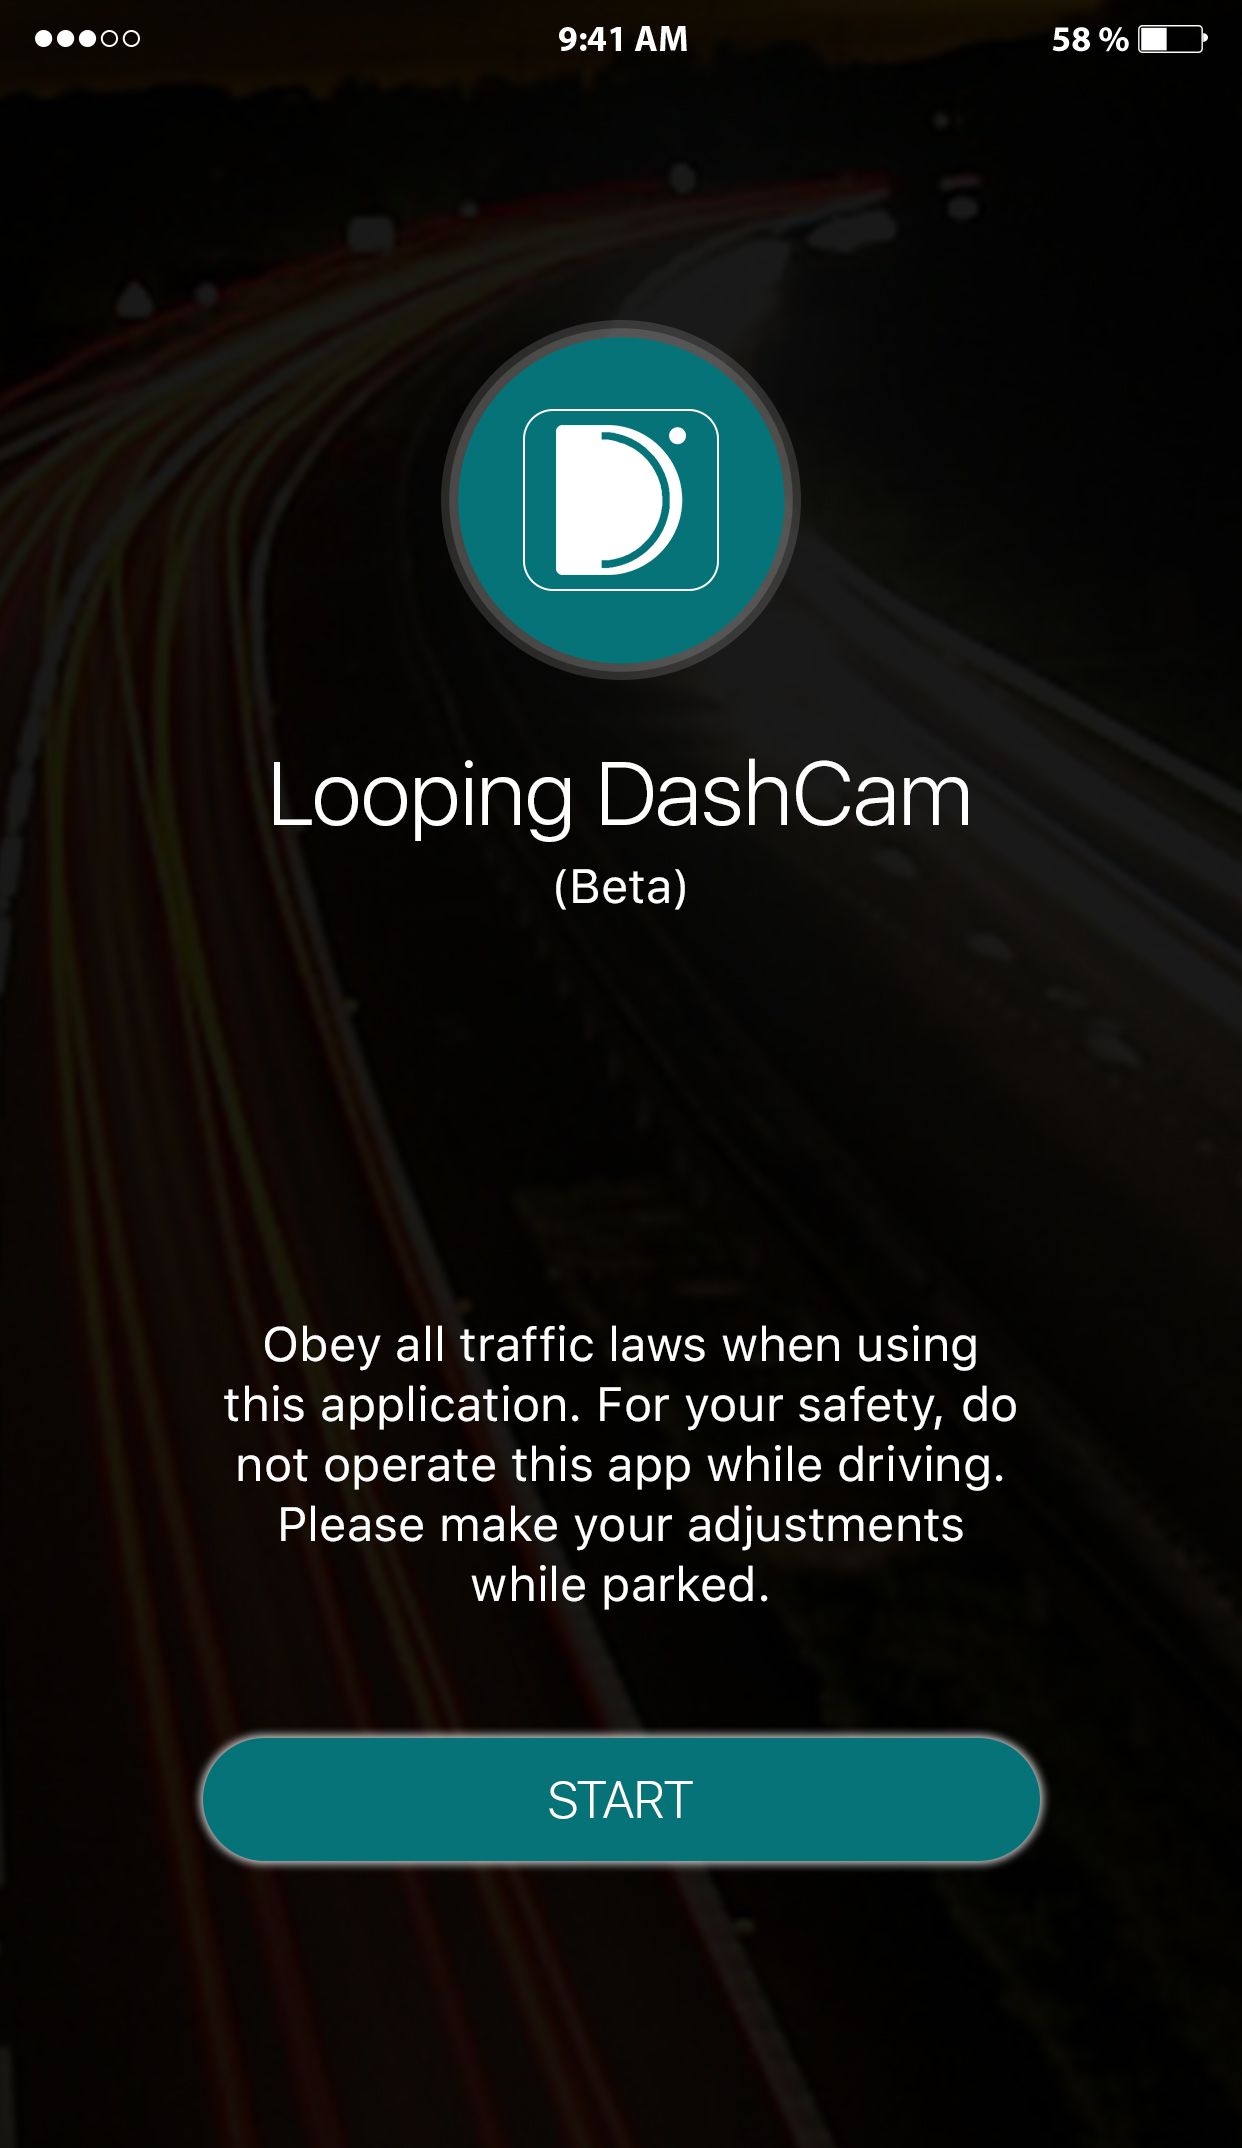 9:41 AM
58 %
Looping DashCam
(Beta)
Obey all traffic laws when using
this application. For your safety, do
not operate this app while driving.
Please make your adjustments
while parked.
START